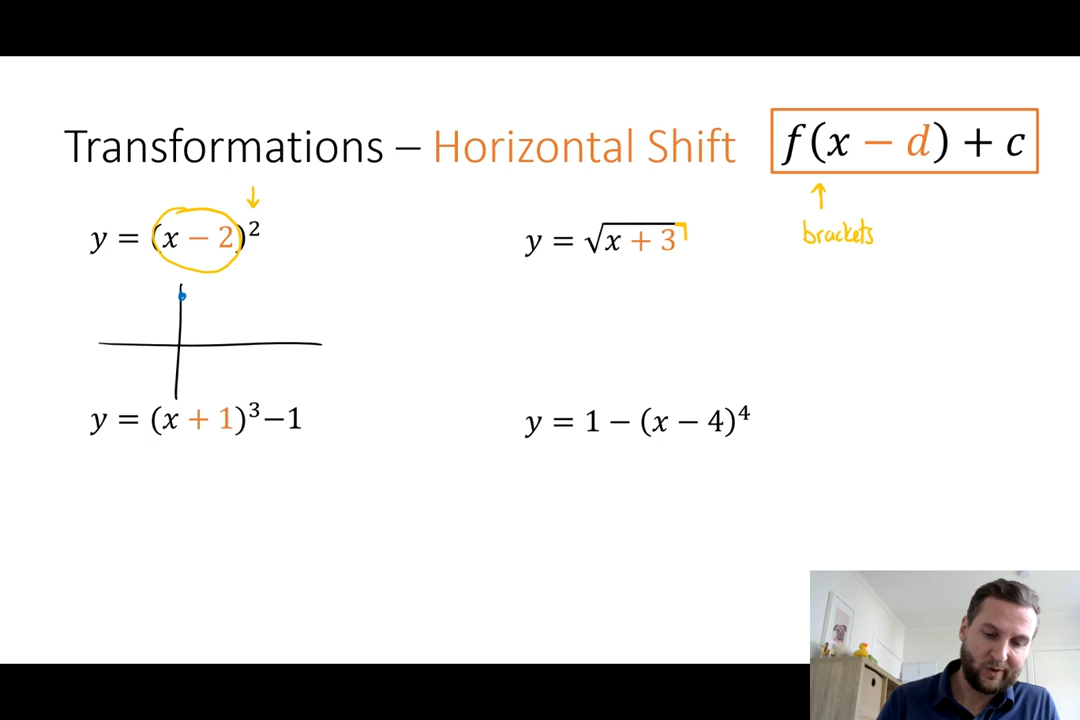 Transformations – Horizontal Shift
f(x − d) + c
brackets
y = (x − 2)²
y = √x + 3
y = (x + 1)³−1
y = 1 − (x − 4)⁴